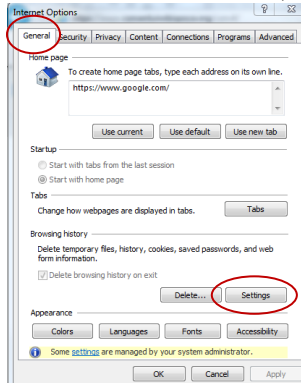 Internet Options
General Security Privacy Content Connections Programs Advanced
Home page
To create home page tabs, type each address on its own line.
https://www.google.com/
Use current Use default Use new tab
Startup
Start with tabs from the last session
Start with home page
Tabs
Change how webpages are displayed in tabs. Tabs
Browsing history
Delete temporary files, history, cookies, saved passwords, and web
form information.
Delete browsing history on exit
Delete... Settings
Appearance
Colors Languages Fonts Accessibility
Some settings are managed by your system administrator.
OK Cancel Apply